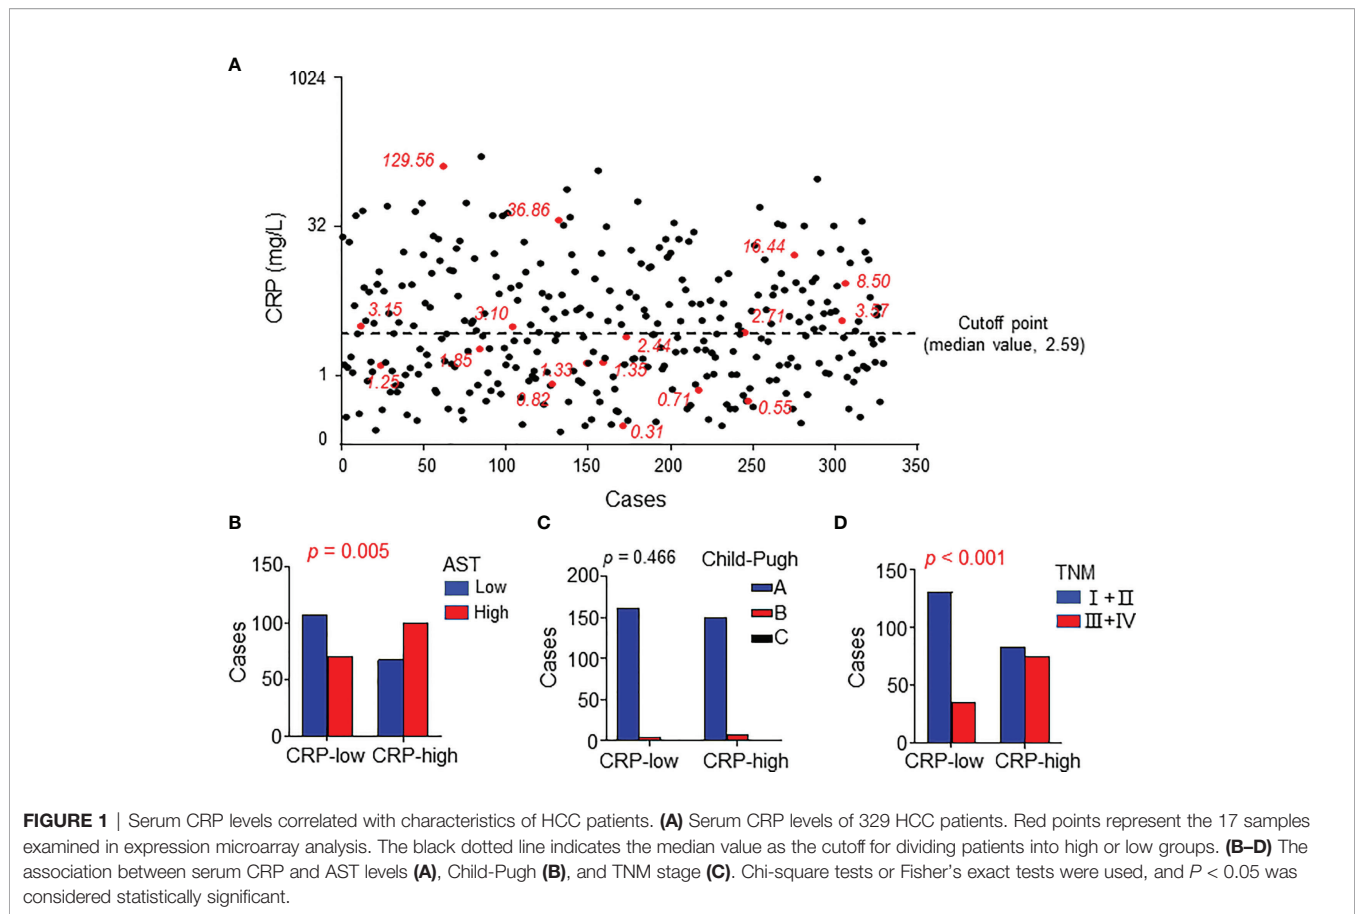 A
1024
32
1
0
CRP (mg/L)
129.56
36.86
16.44
8.50
3.15
3.10
2.71
3.57
2.44
1.85
1.33
1.35
1.25
0.82
0.71
0.55
0.31
Cutoff point
(median value, 2.59)
0 50 100 150 200 250 300 350
Cases
B
p = 0.005
AST
Low
High
150
100
50
0
Cases
CRP-low CRP-high
C
p = 0.466
Child-Pugh
A
B
C
200
150
100
50
0
Cases
CRP-low CRP-high
D
p < 0.001
TNM
I+II
III+IV
150
100
50
0
Cases
CRP-low CRP-high
FIGURE 1 | Serum CRP levels correlated with characteristics of HCC patients. (A) Serum CRP levels of 329 HCC patients. Red points represent the 17 samples
examined in expression microarray analysis. The black dotted line indicates the median value as the cutoff for dividing patients into high or low groups. (B–D) The
association between serum CRP and AST levels (A), Child-Pugh (B), and TNM stage (C). Chi-square tests or Fisher's exact tests were used, and P < 0.05 was
considered statistically significant.